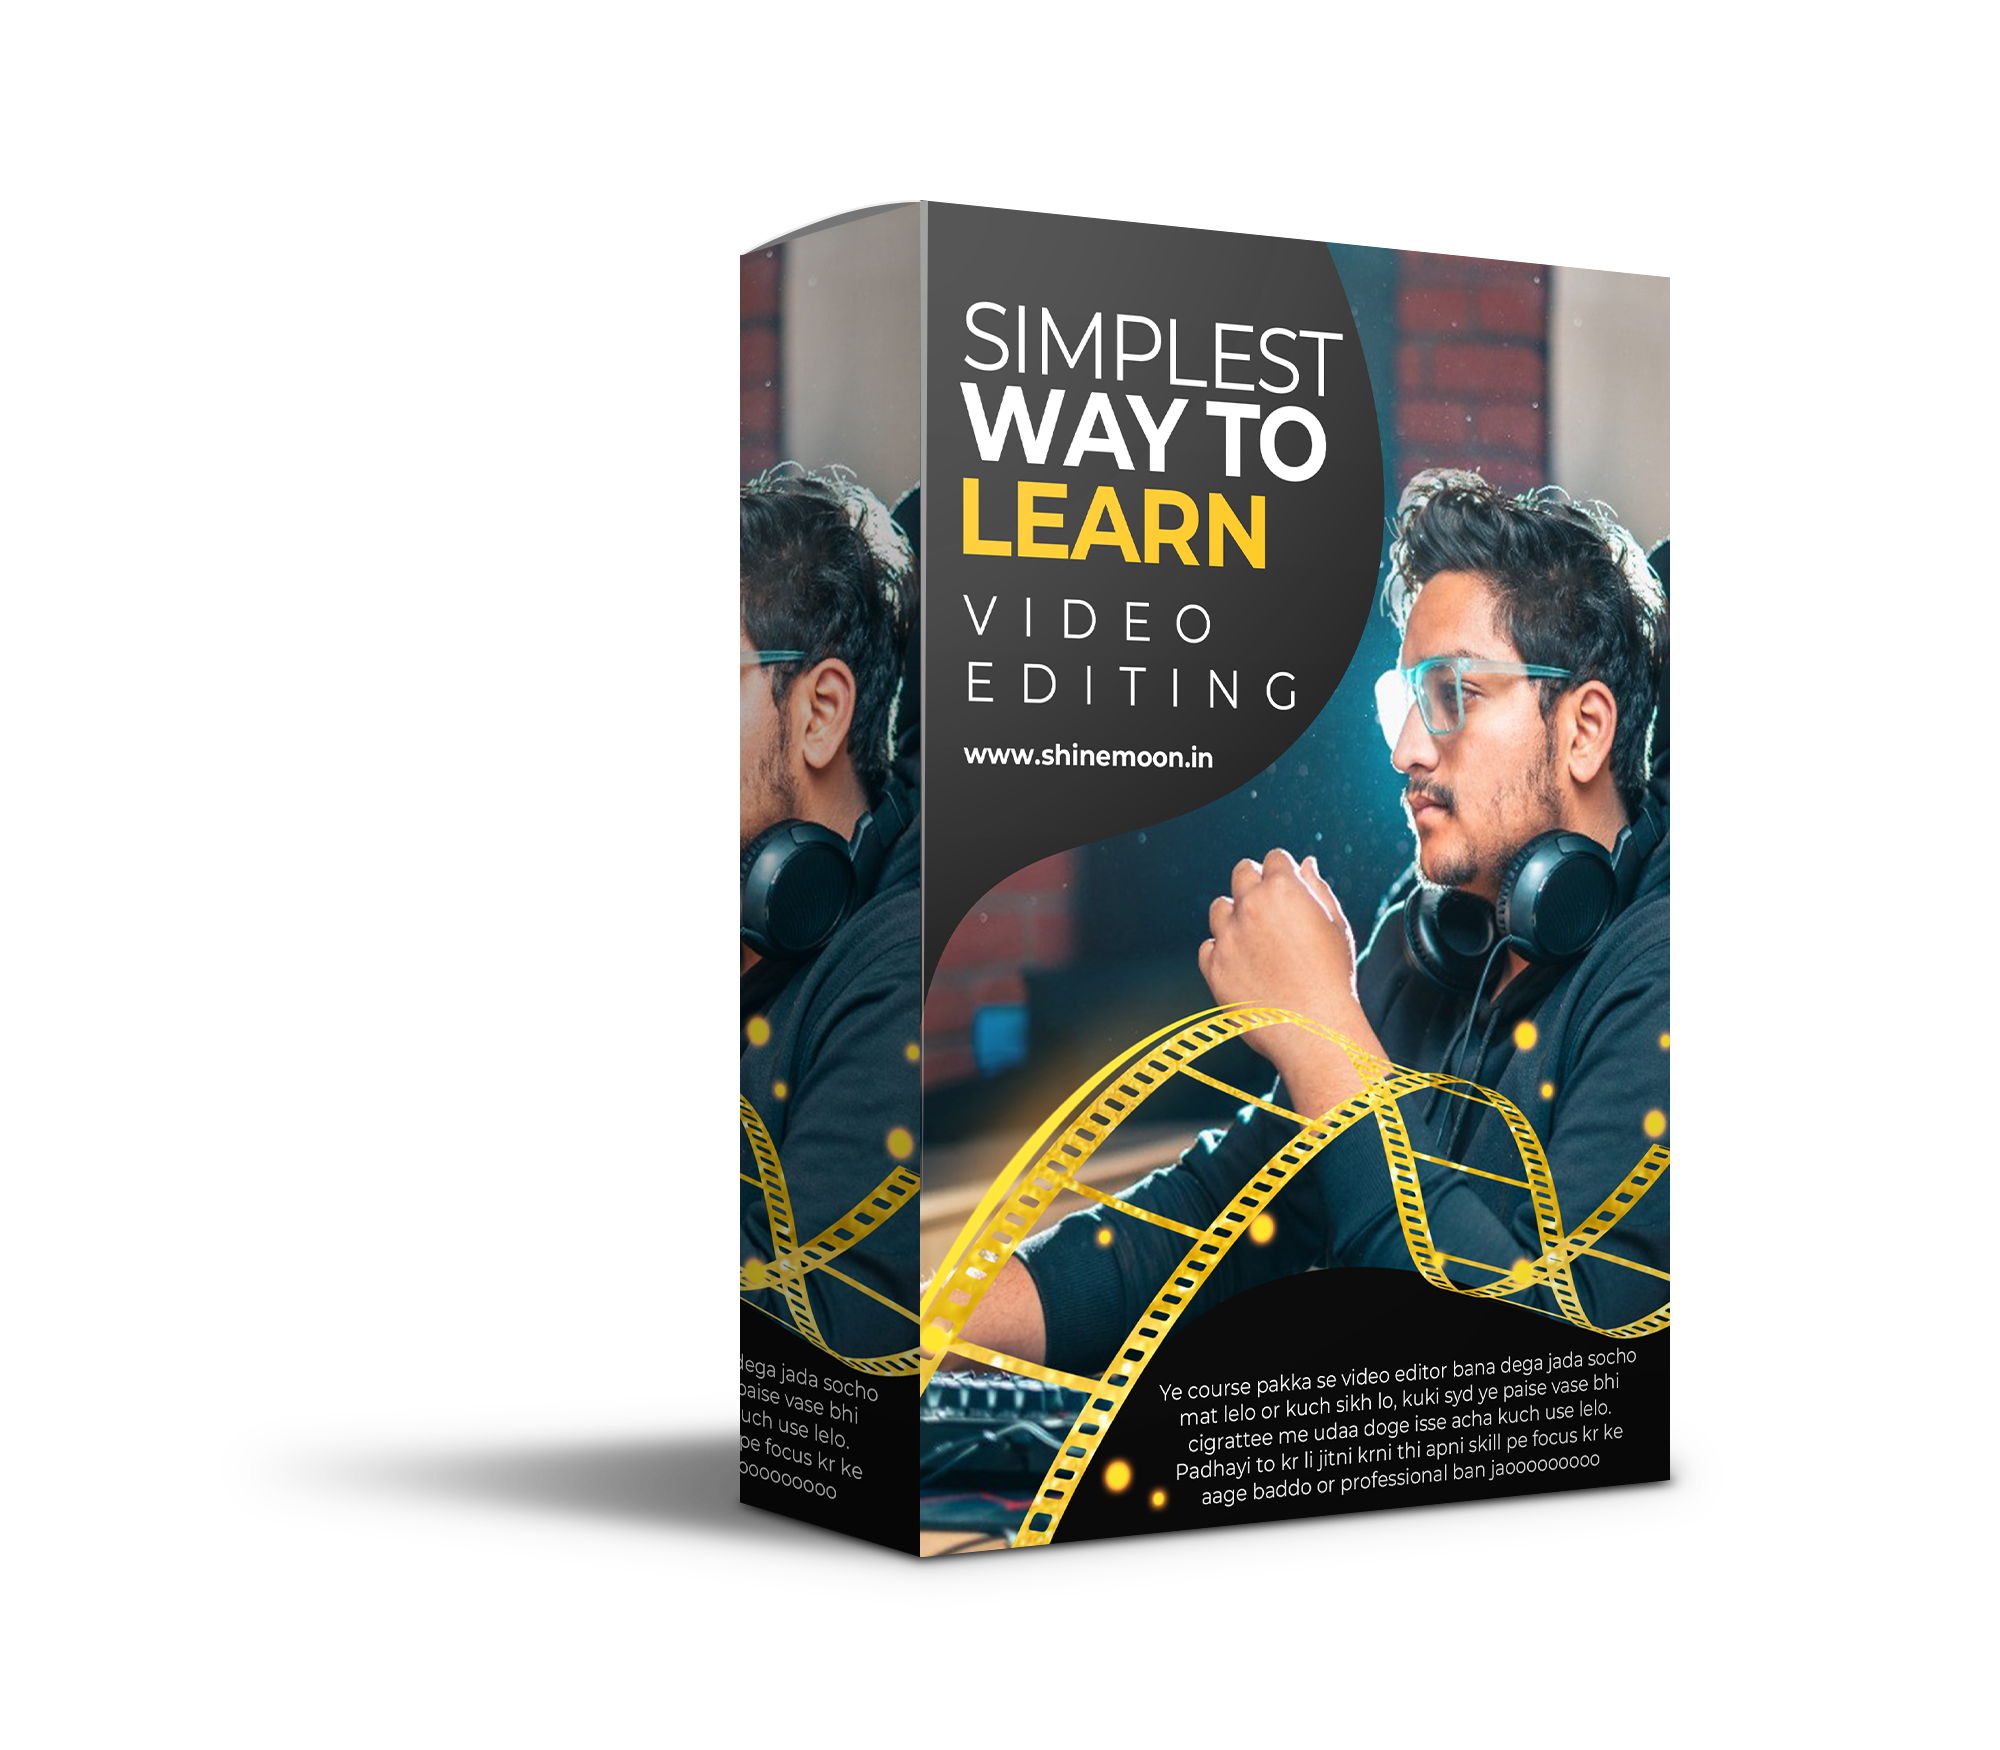 SIMPLEST
WAY TO
LEARN
VIDEO
EDITING
www.shinemoon.in
Ye course pakka se video editor bana dega jada socho
mat lelo or kuch sikh lo, kuki syd ye paise vase bhi
cigrattee me udaa doge isse acha kuch use lelo.
Padhayi to kr li jitni krni thi apni skill pe focus kr ke
aage baddo or professional ban jaooooooooo
dega jada socho
paise vase bhi
uch use lelo.
pe focus kr ke
ooooooooo